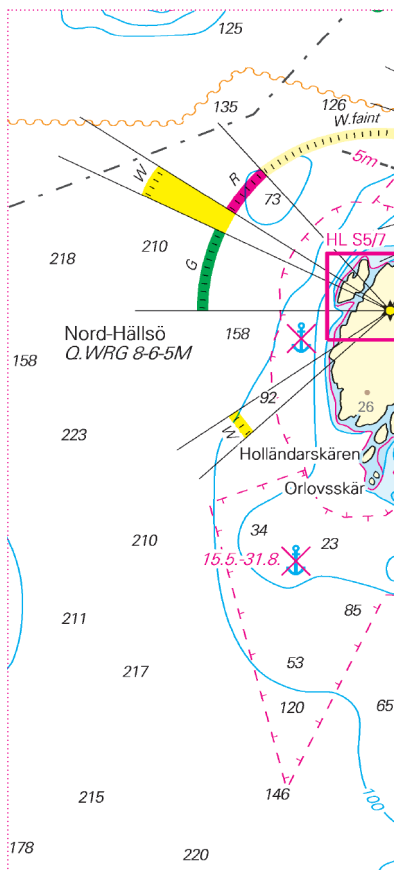 125
135
126
W.faint
5m
R
W
73
HL S5/7
210
G
218
Nord-Hällsö
Q.WRG 8-6-5M
158
158
92
26
W
223
Holländarskären
Orlovsskär
34
23
210
15.5.-31.8.
85
211
53
217
120
65
146
215
100
178
220